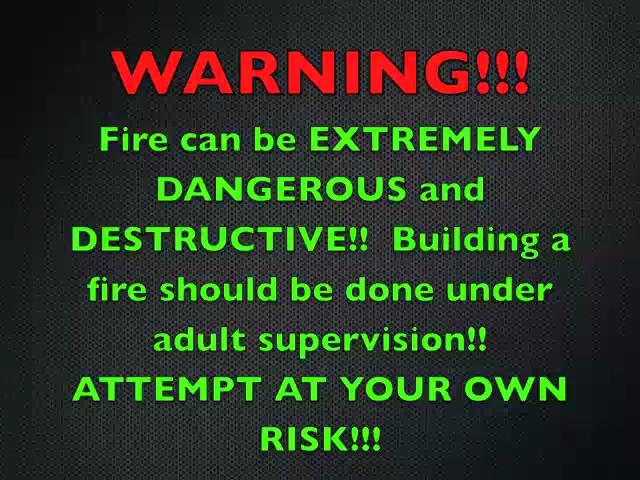 WARNING!!!
Fire can be EXTREMELY
DANGEROUS and
DESTRUCTIVE!!  Building a
fire should be done under
adult supervision!!
ATTEMPT AT YOUR OWN
RISK!!!